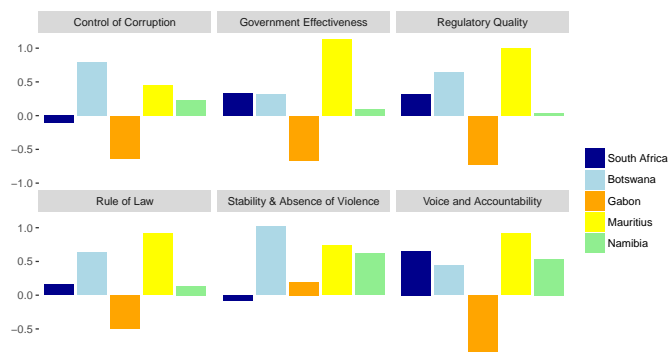 Control of Corruption
Government Effectiveness
Regulatory Quality
1.0
0.5
0.0
−0.5
−1.0
Rule of Law
Stability & Absence of Violence
Voice and Accountability
1.0
0.5
0.0
−0.5
South Africa
Botswana
Gabon
Mauritius
Namibia